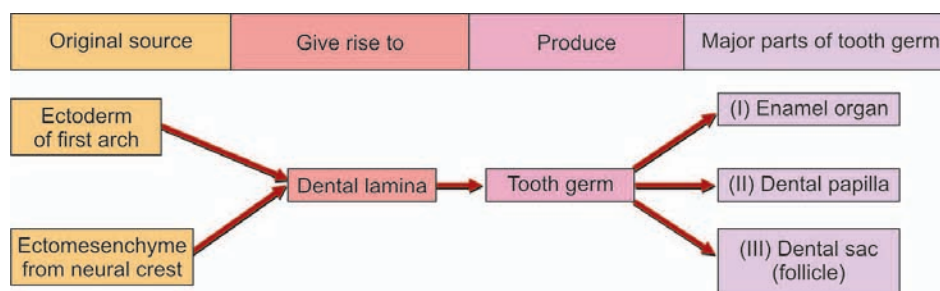 Original source
Give rise to
Produce
Major parts of tooth germ
Ectoderm
of first arch
Ectomesenchyme
from neural crest
Dental lamina
Tooth germ
(I) Enamel organ
(II) Dental papilla
(III) Dental sac
(follicle)